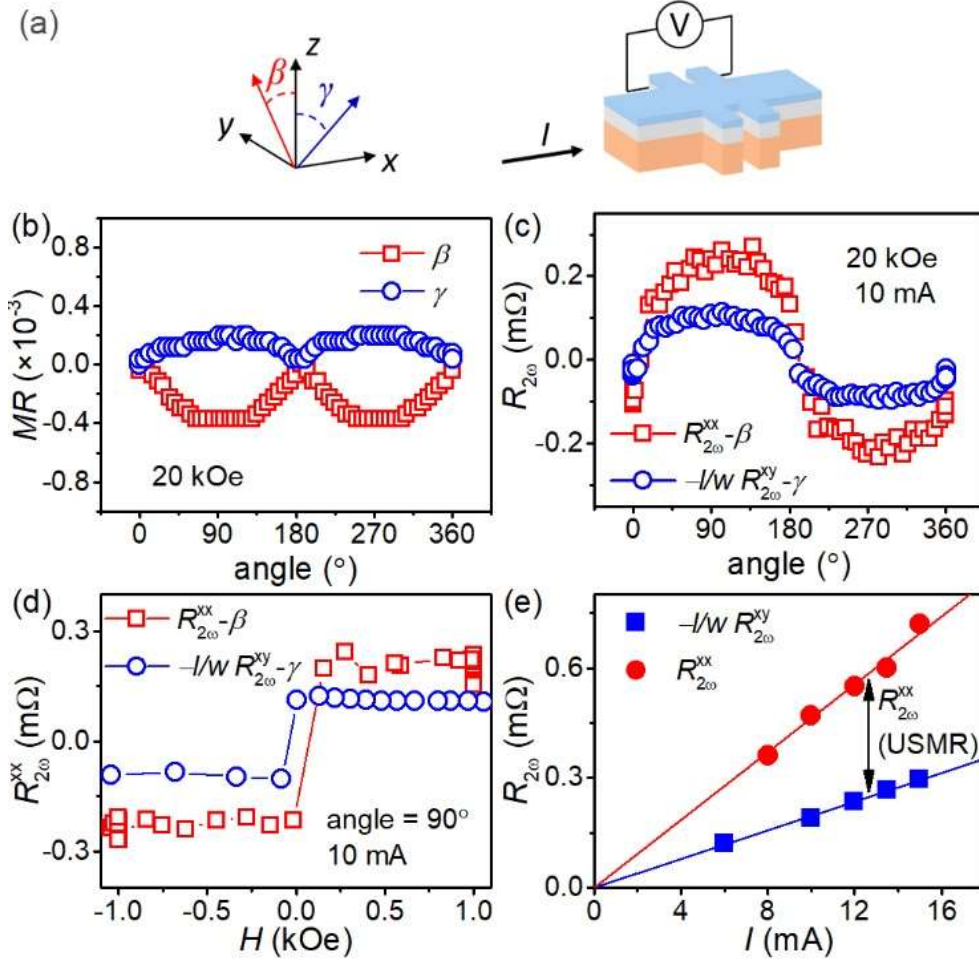 (a)
z
β
γ
y
x
I
V
(b)
0.8
0.4
0.0
-0.4
-0.8
MR (×10⁻³)
β
γ
20 kOe
0 90 180 270 360
angle (°)
(c)
0.2
0.0
-0.2
R₂ω (mΩ)
20 kOe
10 mA
R₂ω^xx-β
–l/w R₂ω^xy-γ
0 90 180 270 360
angle (°)
(d)
0.3
0.0
-0.3
R₂ω^xx (mΩ)
R₂ω^xx-β
–l/w R₂ω^xy-γ
angle = 90°
10 mA
-1.0 -0.5 0.0 0.5 1.0
H (kOe)
(e)
0.6
0.3
0.0
R₂ω (mΩ)
–l/w R₂ω^xy
R₂ω^xx
R₂ω^xx
(USMR)
0 4 8 12 16
I (mA)